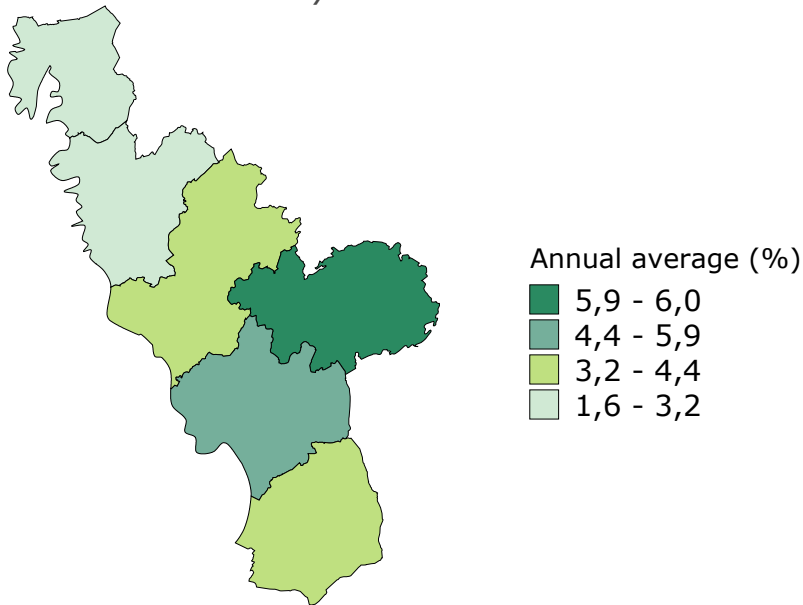 Annual average (%)
5,9 - 6,0
4,4 - 5,9
3,2 - 4,4
1,6 - 3,2